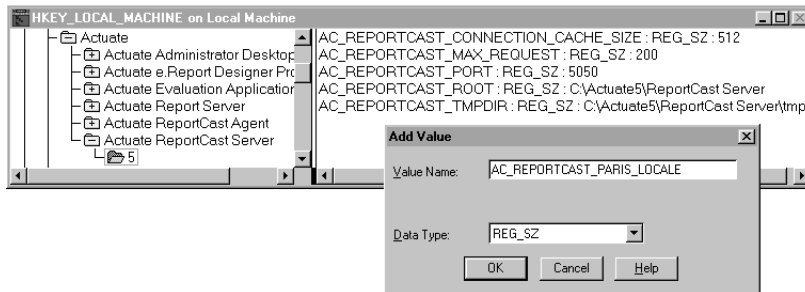 HKEY_LOCAL_MACHINE on Local Machine
Actuate
Actuate Administrator Desktop
Actuate e.Report Designer Pro
Actuate Evaluation Application
Actuate Report Server
Actuate ReportCast Agent
Actuate ReportCast Server
5
AC_REPORTCAST_CONNECTION_CACHE_SIZE : REG_SZ : 512
AC_REPORTCAST_MAX_REQUEST : REG_SZ : 200
AC_REPORTCAST_PORT : REG_SZ : 5050
AC_REPORTCAST_ROOT : REG_SZ : C:\Actuate5\ReportCast Server
AC_REPORTCAST_TMPDIR : REG_SZ : C:\Actuate5\ReportCast Server\tmp
Add Value
Value Name: AC_REPORTCAST_PARIS_LOCALE
Data Type: REG_SZ
OK Cancel Help